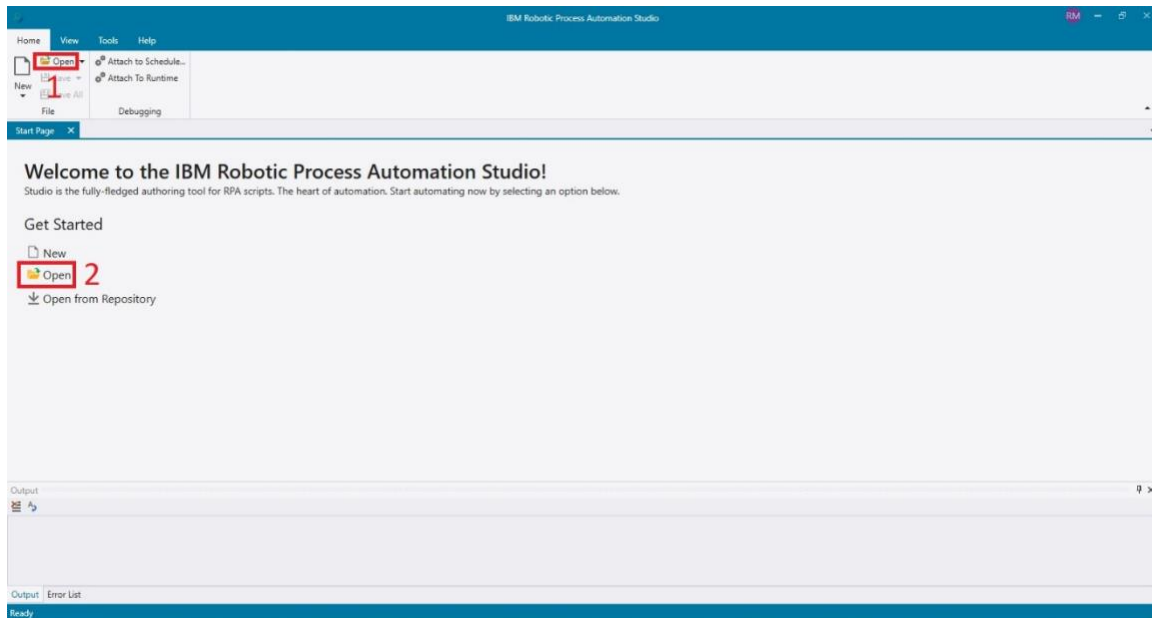 IBM Robotic Process Automation Studio
RM
Home View Tools Help
Open Attach to Schedule...
1
Save
Attach To Runtime
New
Save All
File Debugging
Start Page
Welcome to the IBM Robotic Process Automation Studio!
Studio is the fully-fledged authoring tool for RPA scripts. The heart of automation. Start automating now by selecting an option below.
Get Started
New
Open 2
Open from Repository
Output
Output Error List
Ready